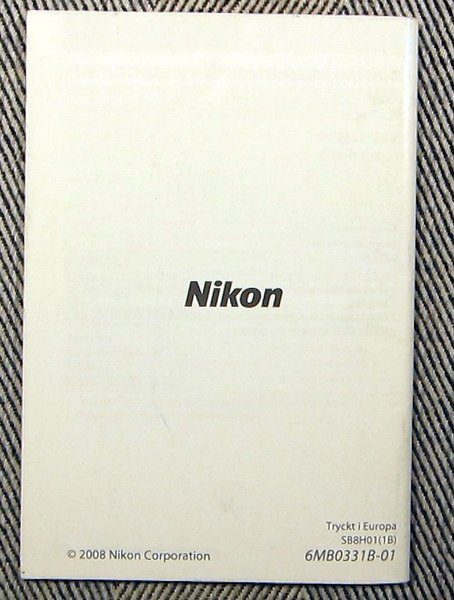 Nikon
Tryckt i Europa
SB8H01(1B)
© 2008 Nikon Corporation
6MB0331B-01